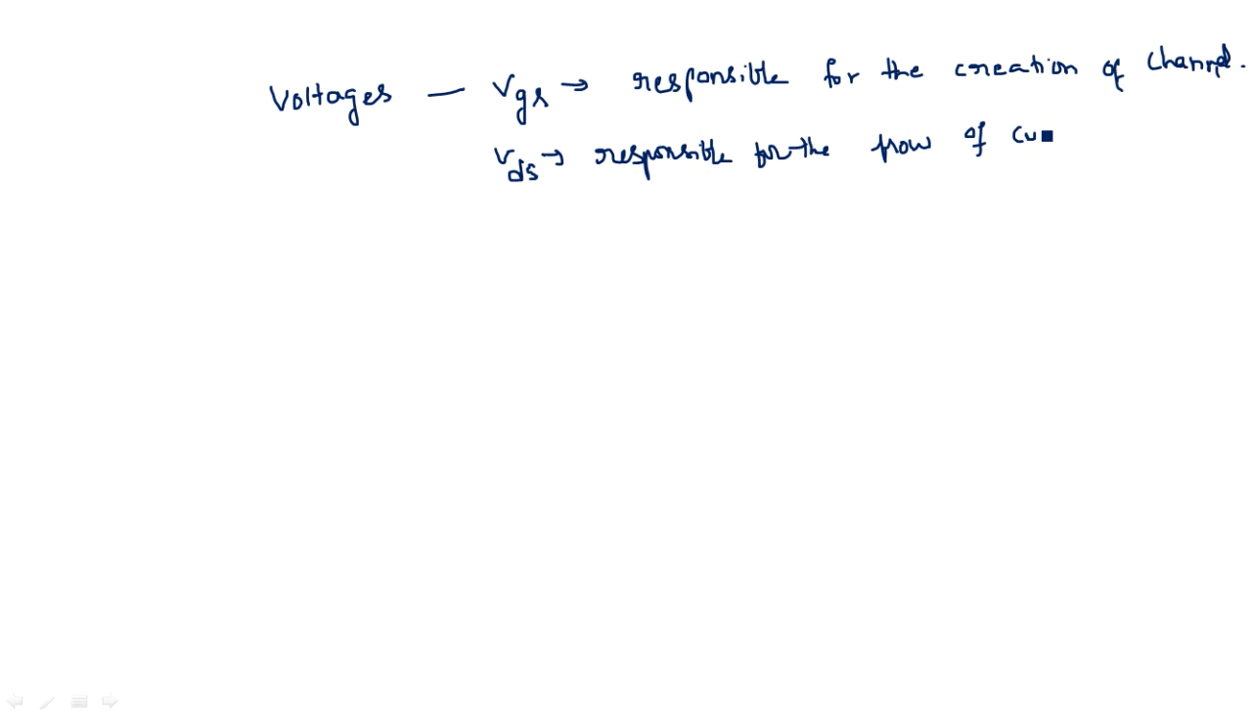 Voltages — Vgs → responsible for the creation of channel.
Vds → responsible for the flow of cu